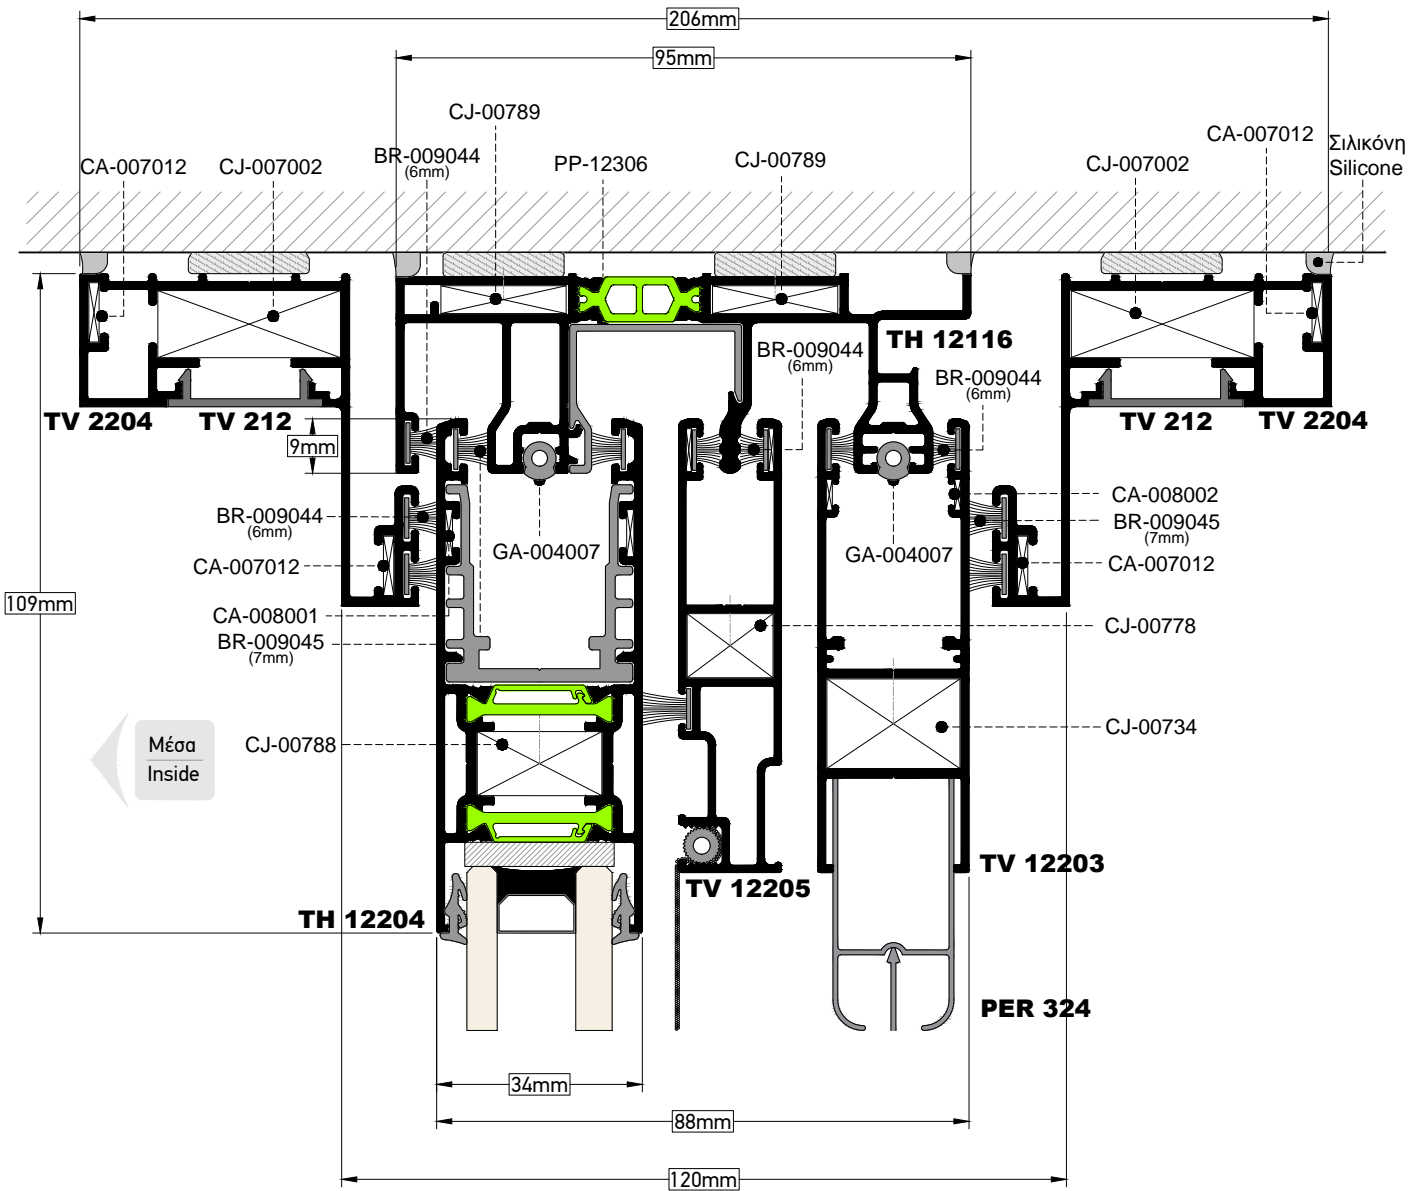 206mm
95mm
CJ-00789
CA-007012
Σιλικόνη
Silicone
BR-009044
(6mm)
CA-007012
CJ-007002
PP-12306
CJ-00789
CJ-007002
TH 12116
BR-009044
(6mm)
BR-009044
(6mm)
TV 2204
TV 212
TV 212
TV 2204
9mm
CA-008002
BR-009044
(6mm)
BR-009045
(7mm)
GA-004007
GA-004007
CA-007012
CA-007012
109mm
CA-008001
CJ-00778
BR-009045
(7mm)
CJ-00734
Μέσα
Inside
CJ-00788
TV 12203
TV 12205
TH 12204
PER 324
34mm
88mm
120mm